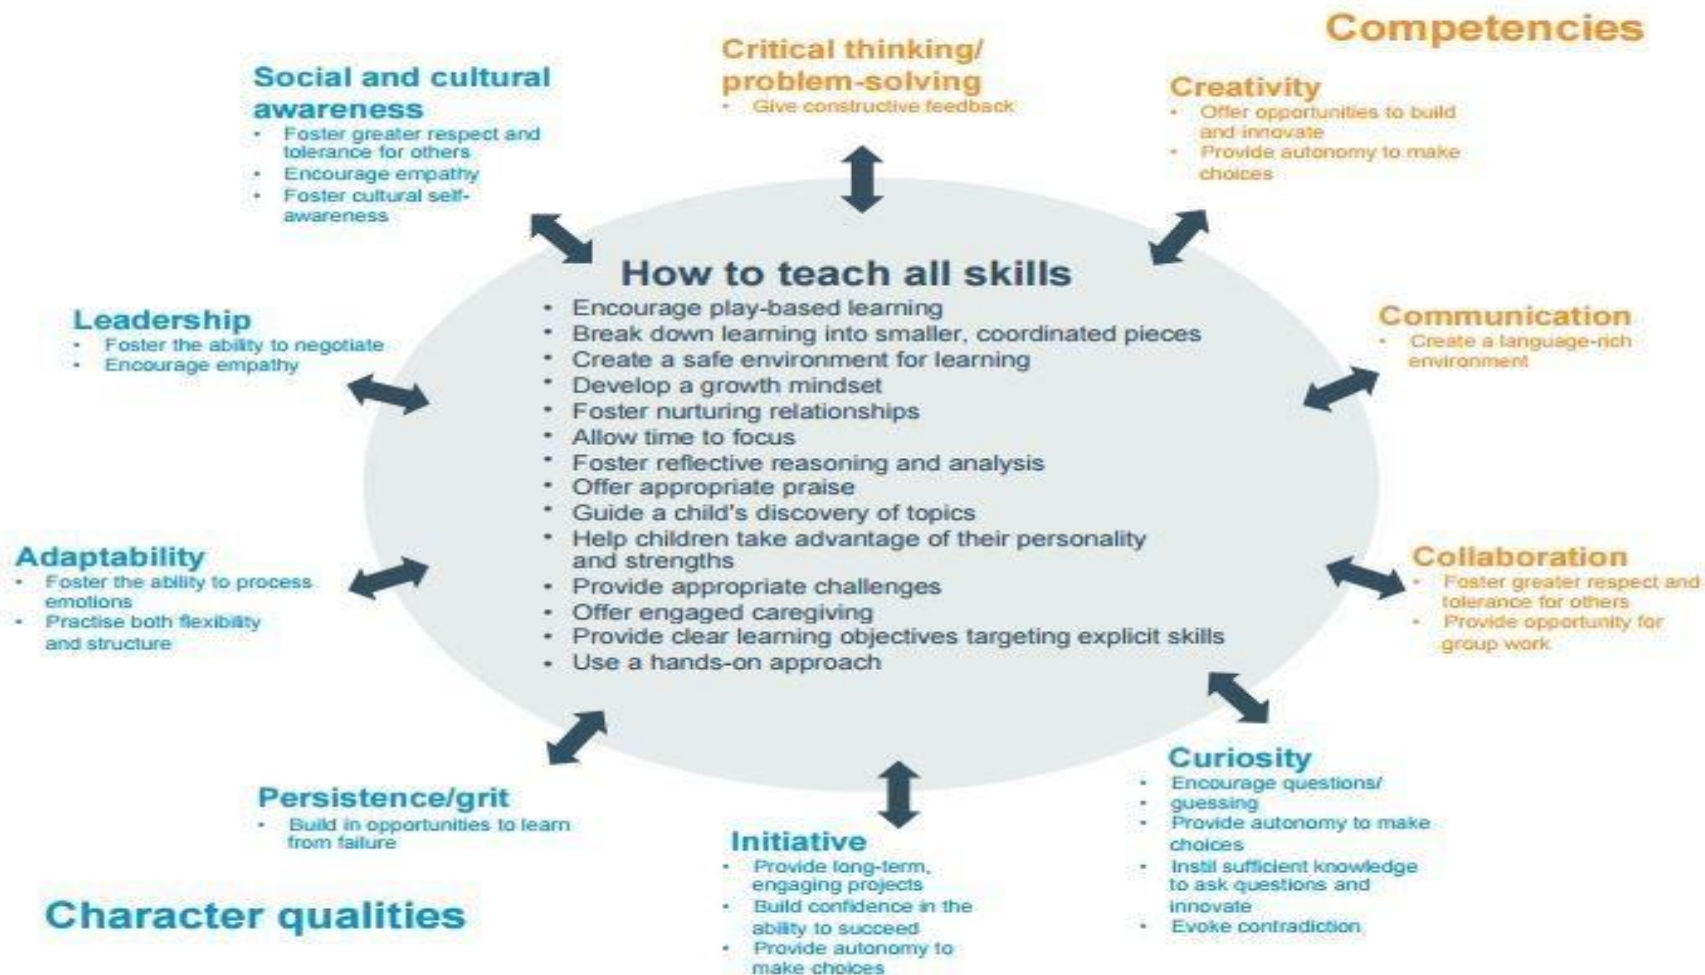 Competencies
Critical thinking/
problem-solving
• Give constructive feedback
Creativity
• Offer opportunities to build
and innovate
• Provide autonomy to make
choices
Communication
• Create a language-rich
environment
Collaboration
• Foster greater respect and
tolerance for others
• Provide opportunity for
group work
Curiosity
• Encourage questions/
• guessing
• Provide autonomy to make
choices
• Instil sufficient knowledge
to ask questions and
innovate
• Evoke contradiction
Initiative
• Provide long-term,
engaging projects
• Build confidence in the
ability to succeed
• Provide autonomy to
make choices
Persistence/grit
• Build in opportunities to learn
from failure
Adaptability
• Foster the ability to process
emotions
• Practise both flexibility
and structure
Leadership
• Foster the ability to negotiate
• Encourage empathy
Social and cultural
awareness
• Foster greater respect and
tolerance for others
• Encourage empathy
• Foster cultural self-
awareness
Character qualities
How to teach all skills
• Encourage play-based learning
• Break down learning into smaller, coordinated pieces
• Create a safe environment for learning
• Develop a growth mindset
• Foster nurturing relationships
• Allow time to focus
• Foster reflective reasoning and analysis
• Offer appropriate praise
• Guide a child's discovery of topics
• Help children take advantage of their personality
and strengths
• Provide appropriate challenges
• Offer engaged caregiving
• Provide clear learning objectives targeting explicit skills
• Use a hands-on approach